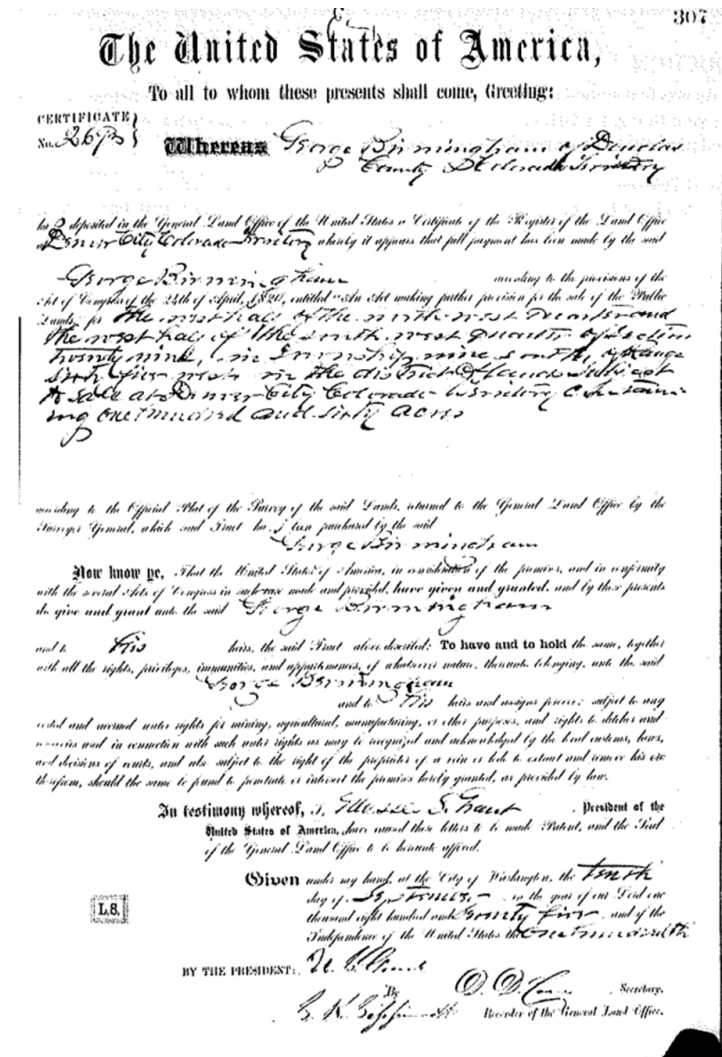 307
The United States of America,
To all to whom these presents shall come, Greeting:
CERTIFICATE
No. 2673
Whereas George Birmingham of Douglas
County Colorado Territory
has deposited in the General Land Office of the United States a Certificate of the Register of the Land Office
at Denver City Colorado Territory whereby it appears that full payment has been made by the said
George Birmingham according to the provisions of the
Act of Congress of the 24th of April, 1820, entitled "An Act making further provision for the sale of the Public
Lands," for the west half of the north west quarter and
the west half of the south west quarter of Section
twenty nine, in Township nine south, of Range
sixty five west in the district of lands subject
to sale at Denver City Colorado Territory contain-
ing one hundred and sixty acres
according to the Official Plat of the Survey of the said Lands, returned to the General Land Office by the
Surveyor General, which said Tract has been purchased by the said
George Birmingham
Now know ye, That the United States of America, in consideration of the premises, and in conformity
with the several Acts of Congress in such case made and provided, have given and granted, and by these presents
do give and grant unto the said George Birmingham
and to his heirs, the said Tract above described: To have and to hold the same, together
with all the rights, privileges, immunities, and appurtenances, of whatsoever nature, thereunto belonging, unto the said
George Birmingham
and to his heirs and assigns forever; subject to any
vested and accrued water rights for mining, agricultural, manufacturing, or other purposes, and rights to ditches and
reservoirs used in connection with such water rights as may be recognized and acknowledged by the local customs, laws,
and decisions of courts, and also subject to the right of the proprietor of a vein or lode to extract and remove his ore
therefrom, should the same be found to penetrate or intersect the premises hereby granted, as provided by law.
In testimony whereof, I, Ulysses S. Grant President of the
United States of America, have caused these letters to be made Patent, and the Seal
of the General Land Office to be hereunto affixed.
Given under my hand, at the City of Washington, the tenth
day of in the year of our Lord one
thousand eight hundred and seventy five and of the
Independence of the United States the one hundredth
L.S.
BY THE PRESIDENT: U. S. Grant
By D. D. Cone Secretary.
Recorder of the General Land Office.